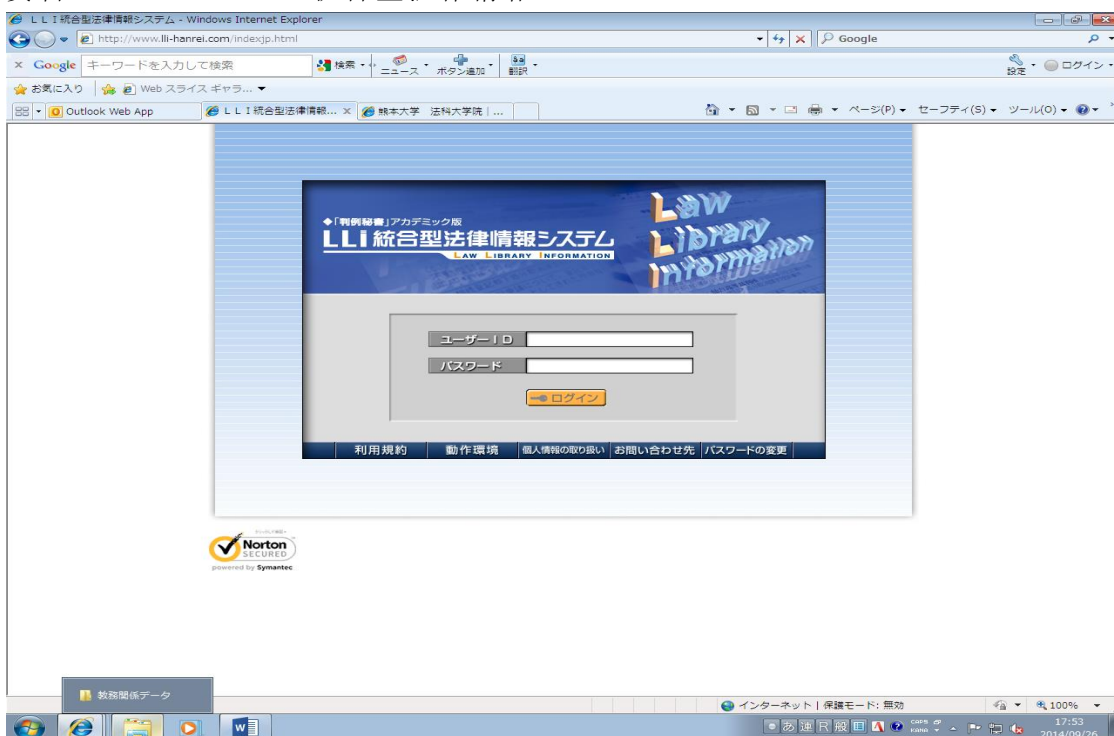 LLI統合型法律情報システム - Windows Internet Explorer
http://www.lli-hanrei.com/indexjp.html
Google
× Google キーワードを入力して検索 検索 ニュース ボタン追加 翻訳 設定 ログイン
お気に入り Web スライス ギャラ...
Outlook Web App LLI統合型法律情報... × 熊本大学 法科大学院 | ... ページ(P) セーフティ(S) ツール(O)
◆「判例秘書」アカデミック版
LLI統合型法律情報システム
LAW LIBRARY INFORMATION
Law
Library
Information
ユーザーID
パスワード
ログイン
利用規約 動作環境 個人情報の取り扱い お問い合わせ先 パスワードの変更
Norton
SECURED
powered by Symantec
教務関係データ
インターネット | 保護モード: 無効 100%
あ 連 R 般 CAPS KANA 17:53
2014/09/26